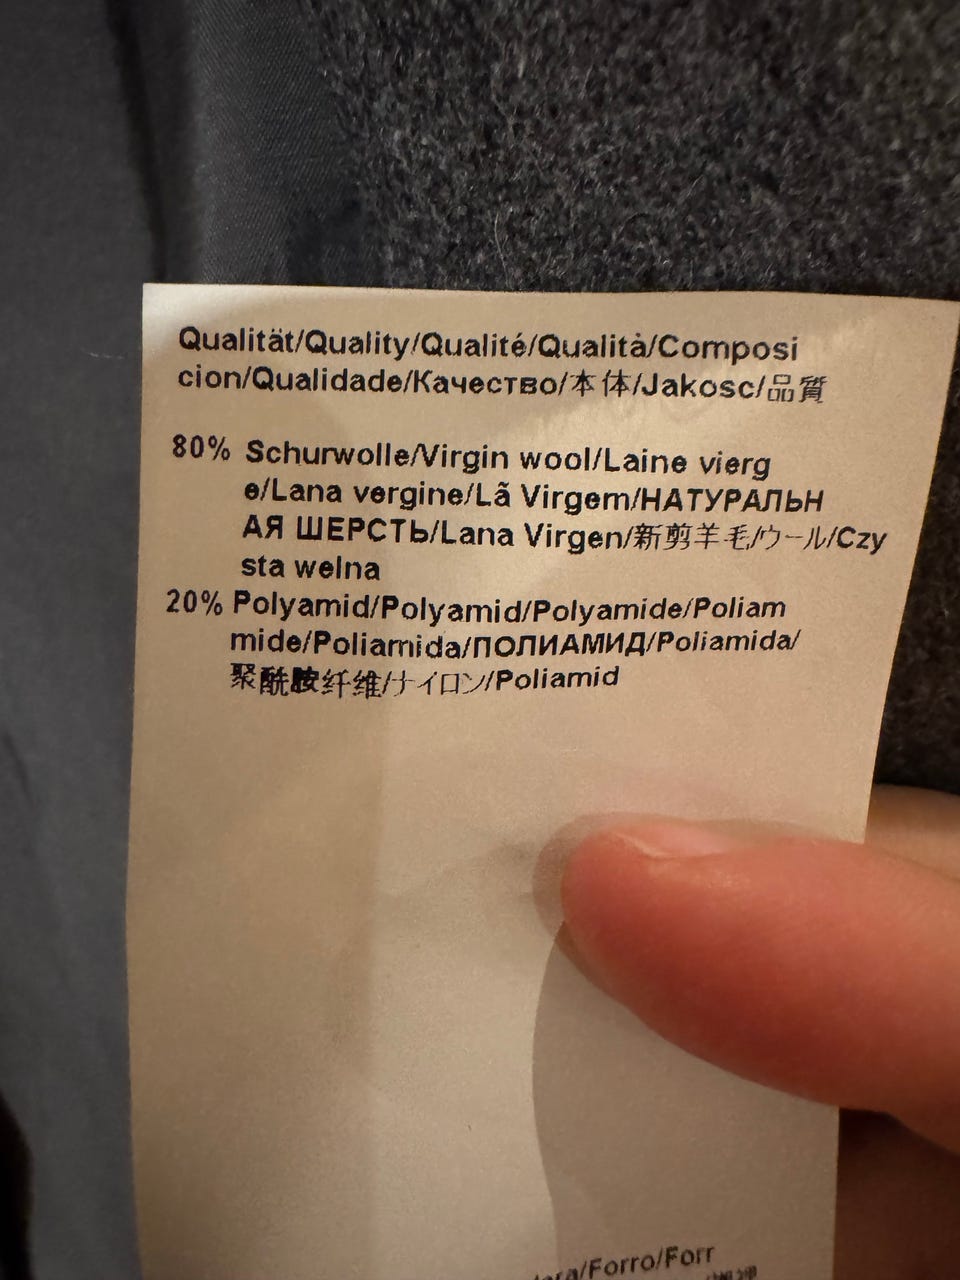 Qualität/Quality/Qualité/Qualità/Composi
cion/Qualidade/Качество/本体/Jakosc/品質
80% Schurwolle/Virgin wool/Laine vierg
e/Lana vergine/Lã Virgem/НАТУРАЛЬН
АЯ ШЕРСТЬ/Lana Virgen/新剪羊毛/ウール/Czy
sta welna
20% Polyamid/Polyamid/Polyamide/Poliam
mide/Poliamida/ПОЛИАМИД/Poliamida/
聚酰胺纤维/ナイロン/Poliamid
/Forro/Forr